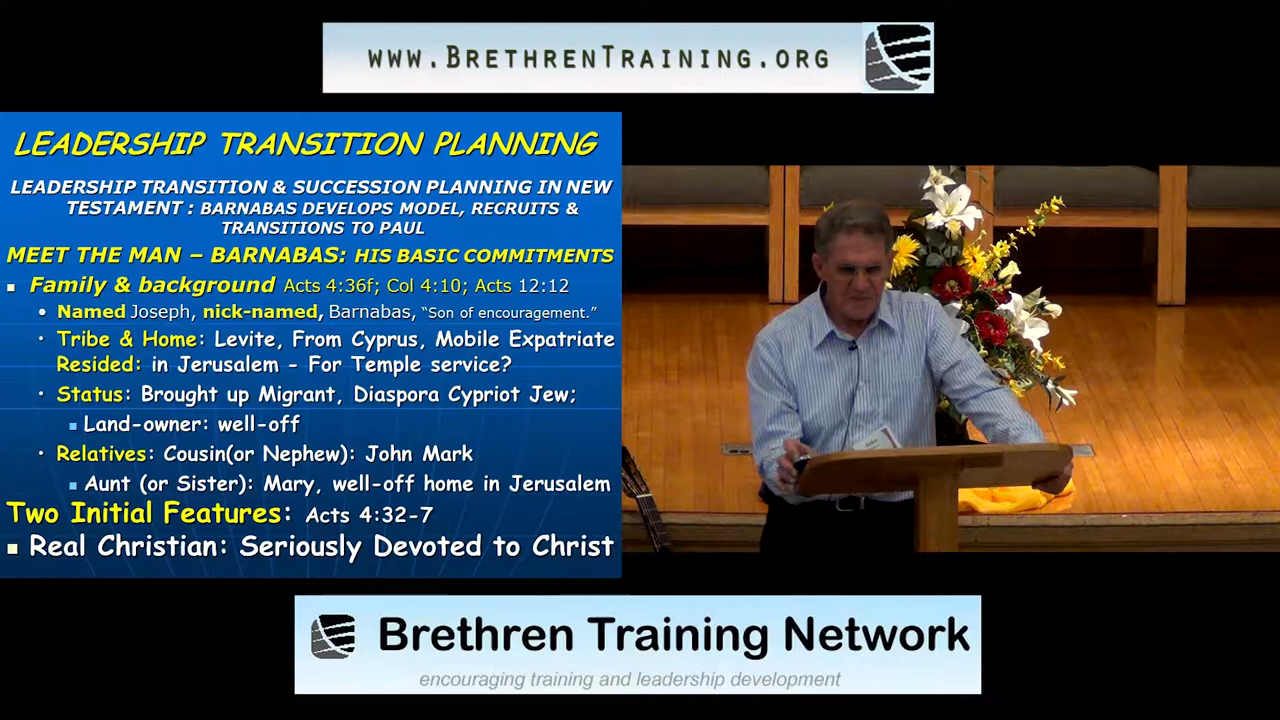 www.BrethrenTraining.org
LEADERSHIP TRANSITION PLANNING
LEADERSHIP TRANSITION & SUCCESSION PLANNING IN NEW
TESTAMENT : BARNABAS DEVELOPS MODEL, RECRUITS &
TRANSITIONS TO PAUL
MEET THE MAN – BARNABAS: HIS BASIC COMMITMENTS
Family & background Acts 4:36f; Col 4:10; Acts 12:12
Named Joseph, nick-named, Barnabas, “Son of encouragement.”
Tribe & Home: Levite, From Cyprus, Mobile Expatriate
Resided: in Jerusalem - For Temple service?
Status: Brought up Migrant, Diaspora Cypriot Jew;
Land-owner: well-off
Relatives: Cousin(or Nephew): John Mark
Aunt (or Sister): Mary, well-off home in Jerusalem
Two Initial Features: Acts 4:32-7
Real Christian: Seriously Devoted to Christ
Brethren Training Network
encouraging training and leadership development